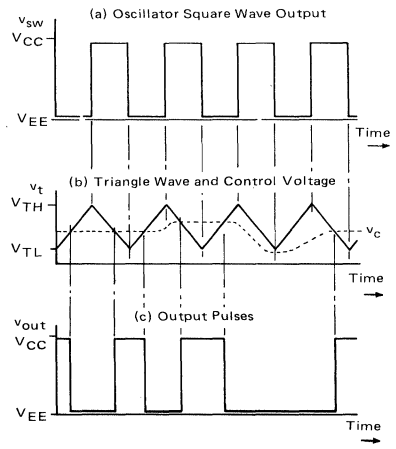 (a) Oscillator Square Wave Output
vsw
VCC
VEE
Time
(b) Triangle Wave and Control Voltage
vt
VTH
vc
VTL
Time
(c) Output Pulses
vout
VCC
VEE
Time